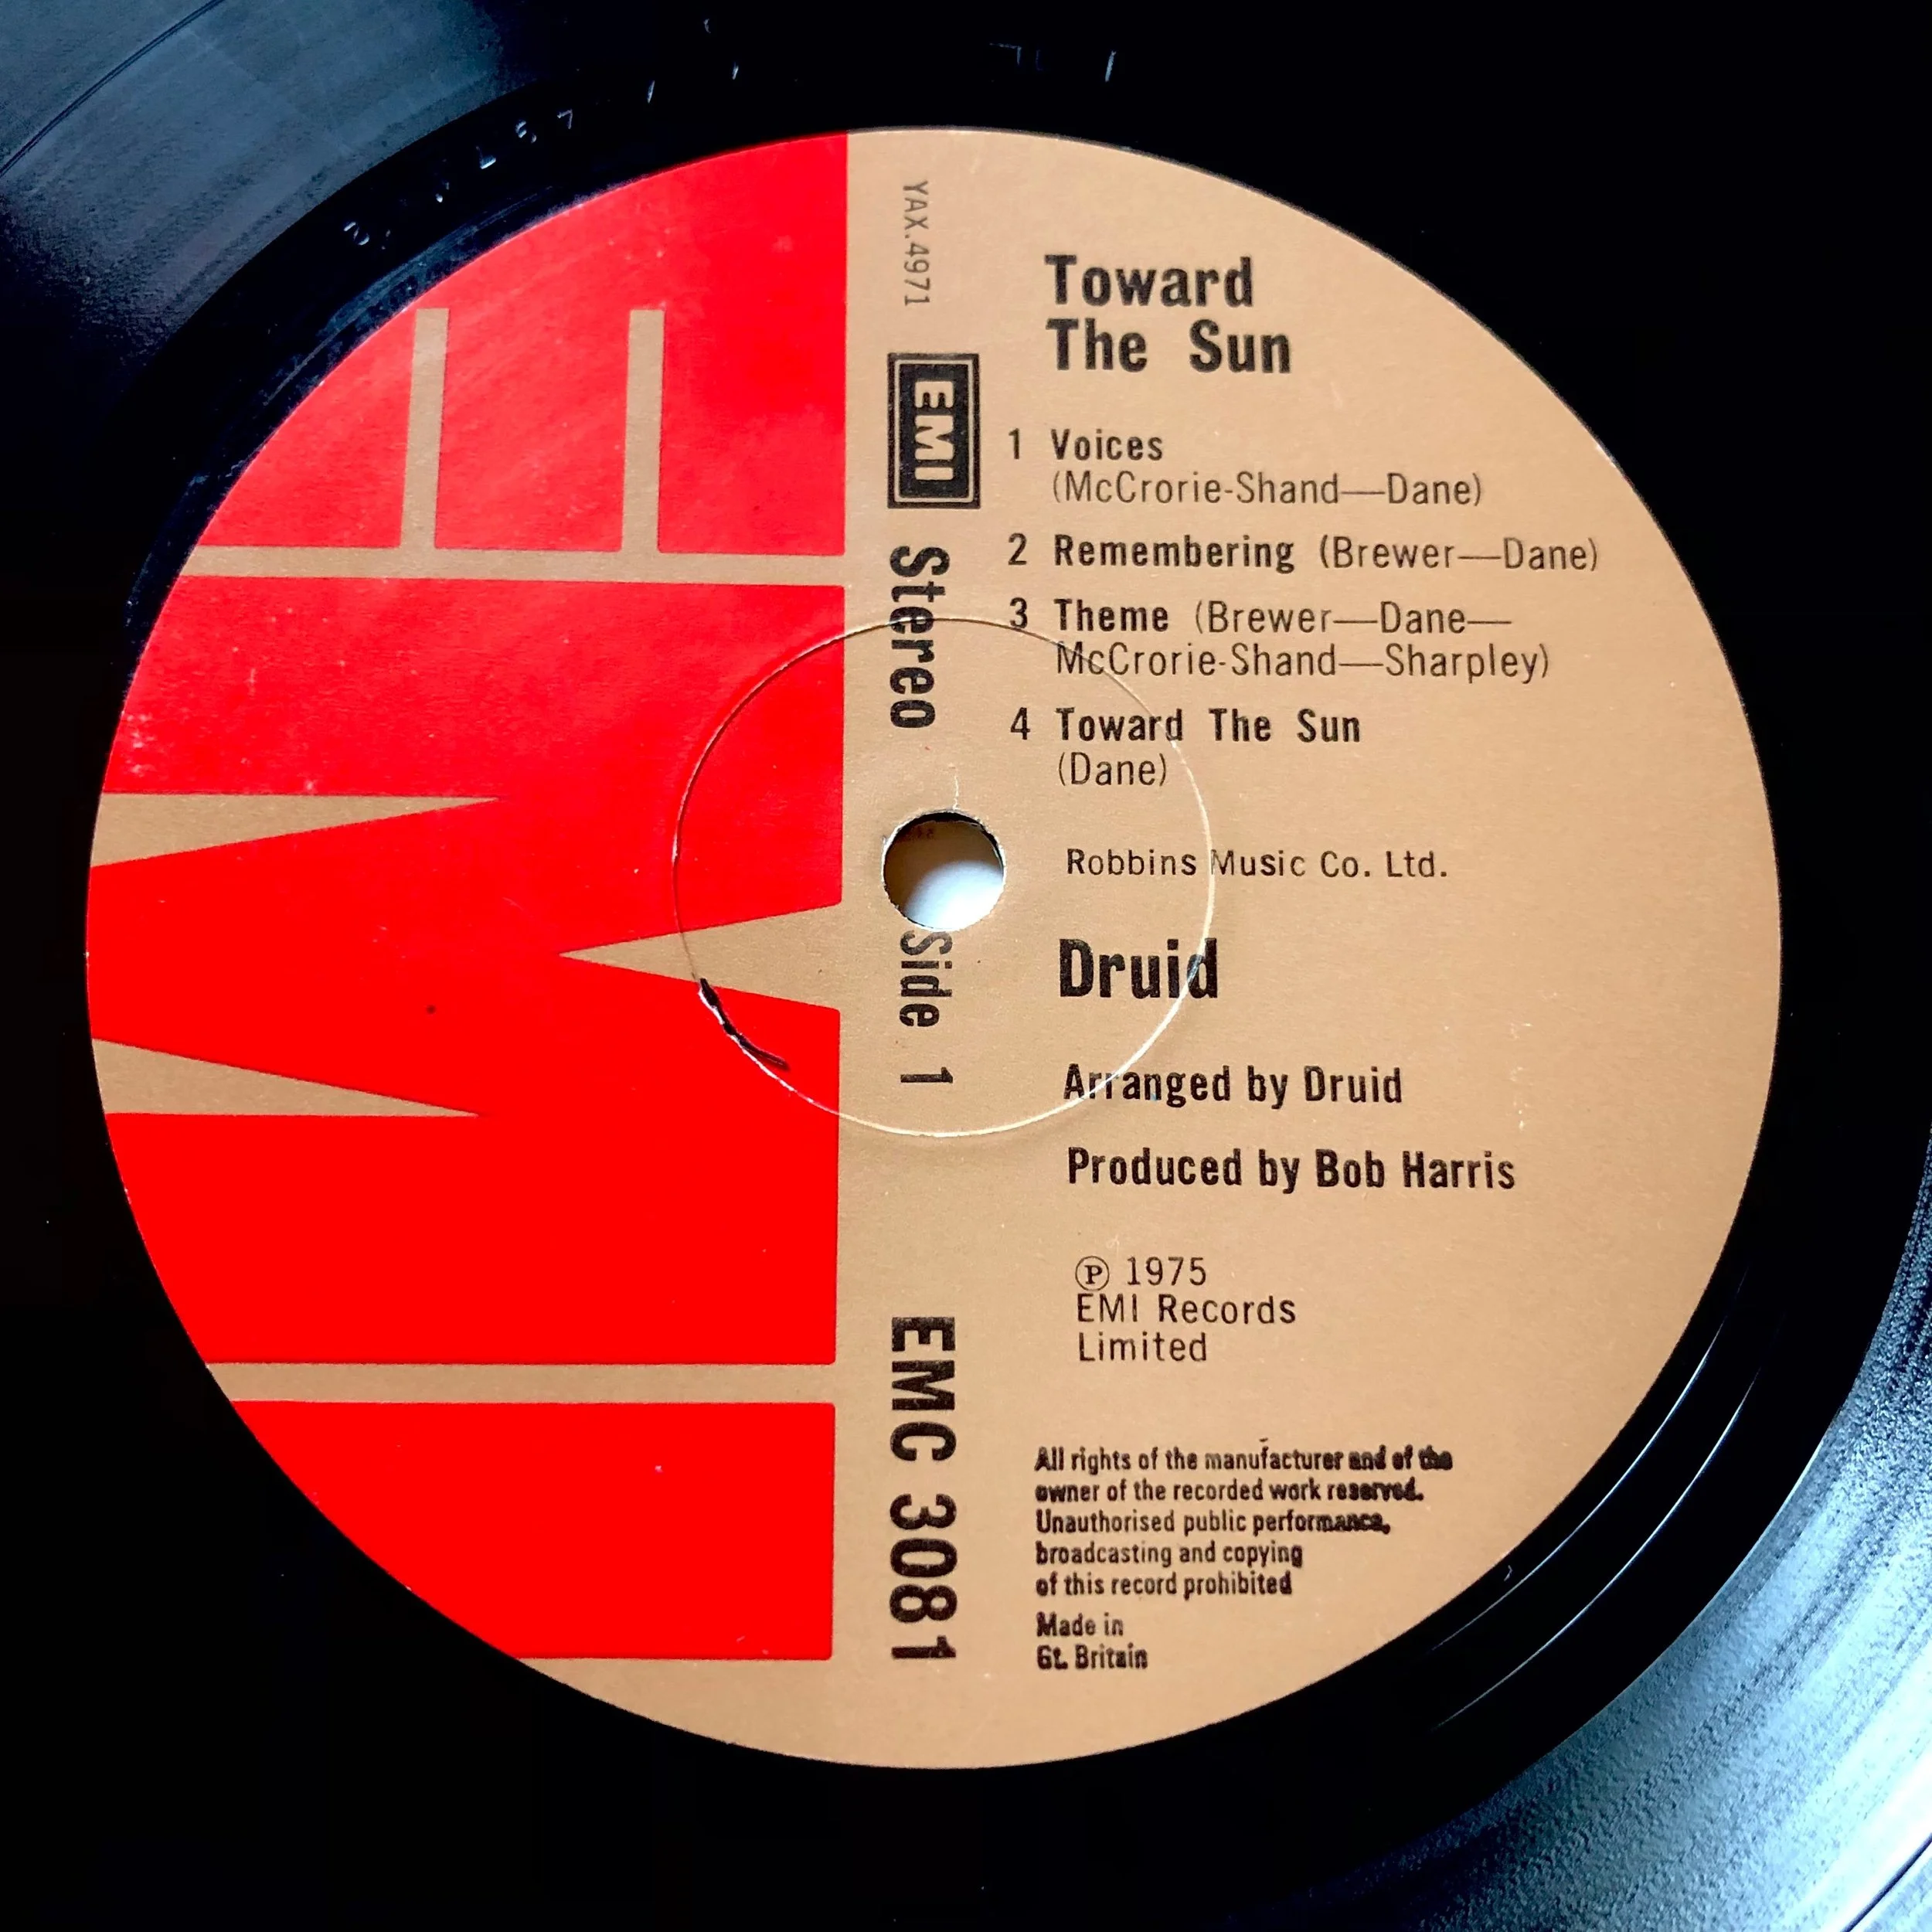 YAX.4971
EMI
Stereo
Side 1
EMC 3081
Toward
The Sun
1 Voices
(McCrorie-Shand—Dane)
2 Remembering (Brewer—Dane)
3 Theme (Brewer—Dane—
McCrorie-Shand—Sharpley)
4 Toward The Sun
(Dane)
Robbins Music Co. Ltd.
Druid
Arranged by Druid
Produced by Bob Harris
Ⓟ 1975
EMI Records
Limited
All rights of the manufacturer and of the
owner of the recorded work reserved.
Unauthorised public performance,
broadcasting and copying
of this record prohibited
Made in
Gt. Britain